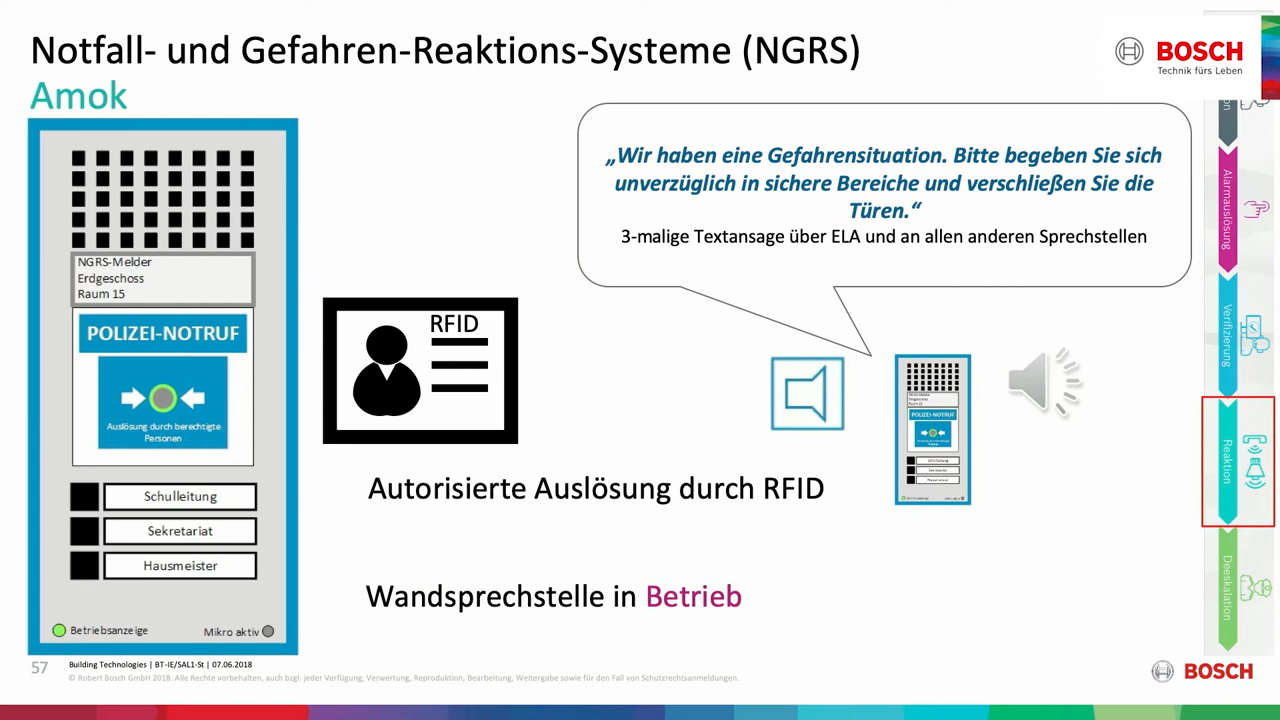 Notfall- und Gefahren-Reaktions-Systeme (NGRS)
Amok
BOSCH
Technik fürs Leben
„Wir haben eine Gefahrensituation. Bitte begeben Sie sich
unverzüglich in sichere Bereiche und verschließen Sie die
Türen.“
3-malige Textansage über ELA und an allen anderen Sprechstellen
NGRS-Melder
Erdgeschoss
Raum 15
POLIZEI-NOTRUF
Auslösung durch berechtigte
Personen
Schulleitung
Sekretariat
Hausmeister
Betriebsanzeige
Mikro aktiv
RFID
Autorisierte Auslösung durch RFID
Wandsprechstelle in Betrieb
POLIZEI-NOTRUF
Alarmauslösung
Verifizierung
Reaktion
Deeskalation
57
Building Technologies | BT-IE/SAL1-St | 07.06.2018
© Robert Bosch GmbH 2018. Alle Rechte vorbehalten, auch bzgl. jeder Verfügung, Verwertung, Reproduktion, Bearbeitung, Weitergabe sowie für den Fall von Schutzrechtsanmeldungen.
BOSCH